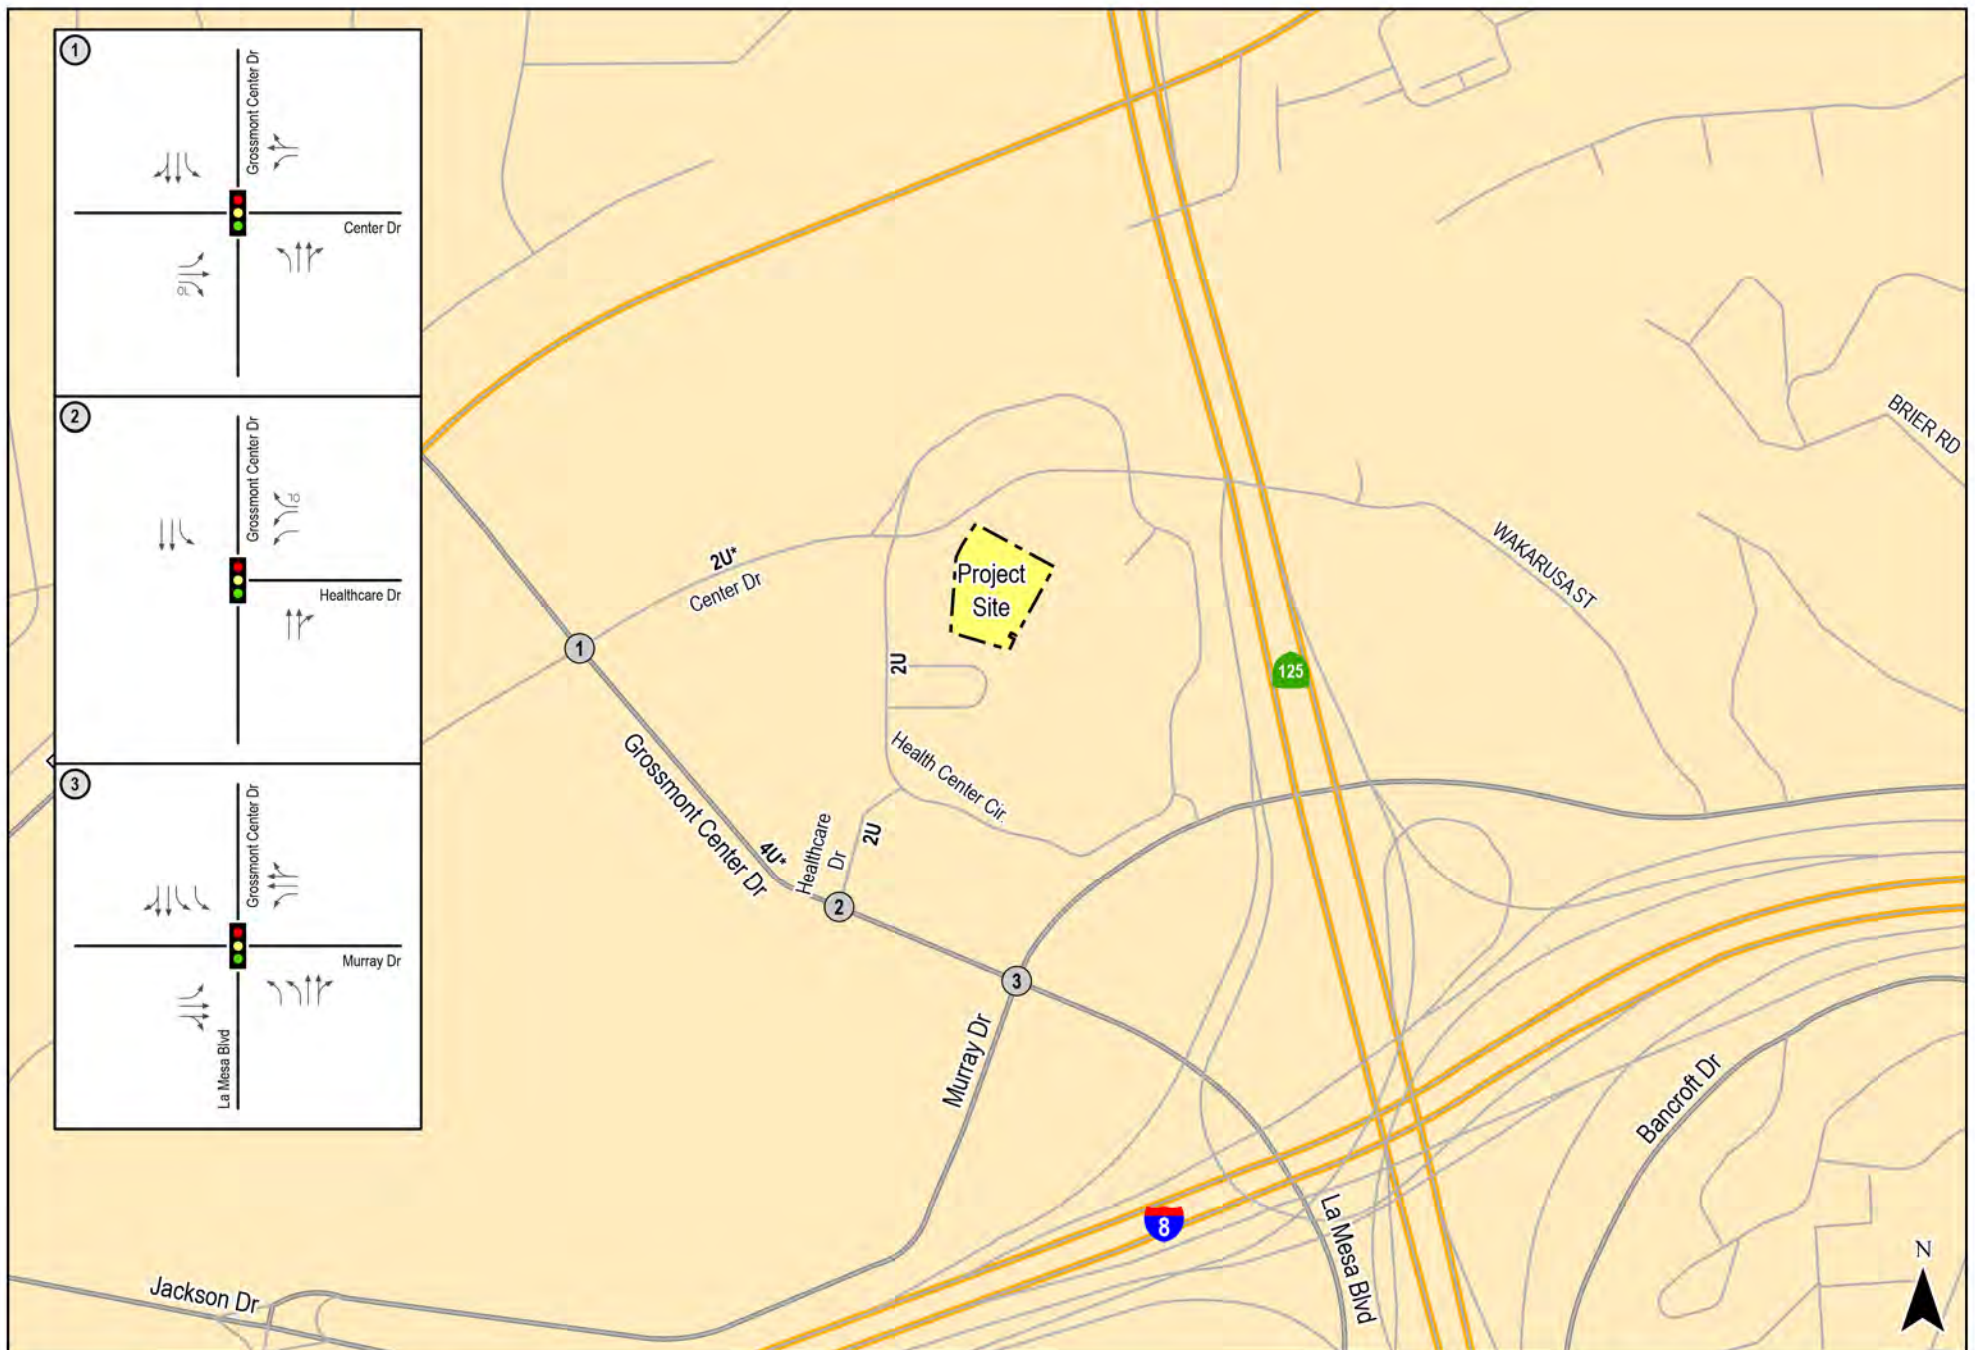 1
Grossmont Center Dr
Center Dr
OL
2
Grossmont Center Dr
OL
Healthcare Dr
3
Grossmont Center Dr
Murray Dr
La Mesa Blvd
BRIER RD
WAKARUSA ST
2U*
Center Dr
Project
Site
1
2U
125
Health Center Cir.
Grossmont Center Dr
4U*
Healthcare
Dr
2U
2
3
Murray Dr
Bancroft Dr
8
La Mesa Blvd
Jackson Dr
N